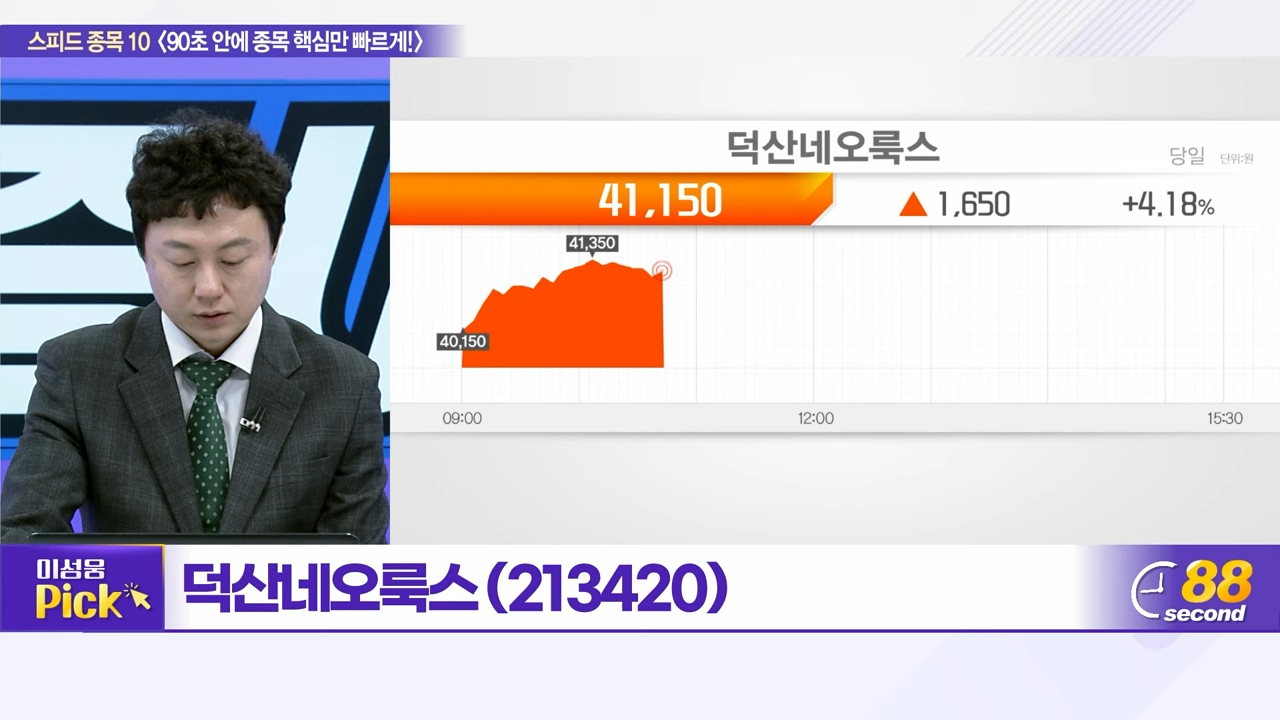 스피드 종목 10 〈90초 안에 종목 핵심만 빠르게!〉
덕산네오룩스
당일 단위:원
41,150 ▲ 1,650 +4.18%
41,350
40,150
09:00 12:00 15:30
이섬웅
Pick
덕산네오룩스 (213420)
88
second